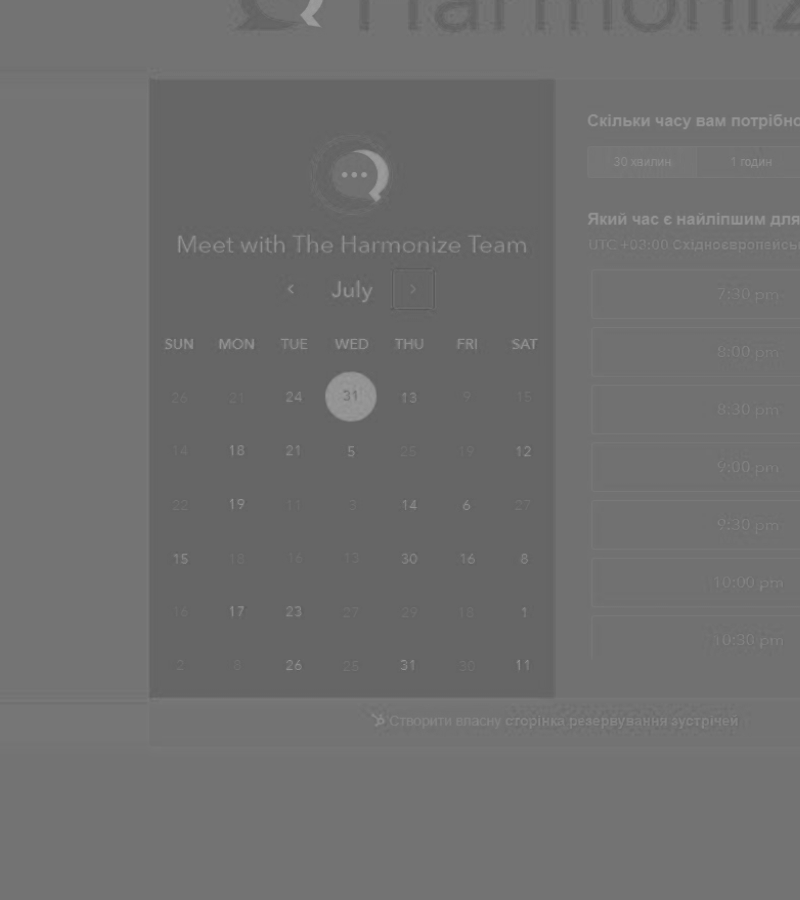 Harmoniz
Meet with The Harmonize Team
July
SUN MON TUE WED THU FRI SAT
26 21 24 31 13 9 15
14 18 21 5 25 19 12
22 19 11 3 14 6 27
15 18 16 13 30 16 8
16 17 23 27 29 18 1
2 8 26 25 31 30 11
Скільки часу вам потрібно
30 хвилин 1 годин
Який час є найліпшим для
UTC +03:00 Східноєвропейськ
7:30 pm
8:00 pm
8:30 pm
9:00 pm
9:30 pm
10:00 pm
10:30 pm
Створити власну сторінка резервування зустрічей